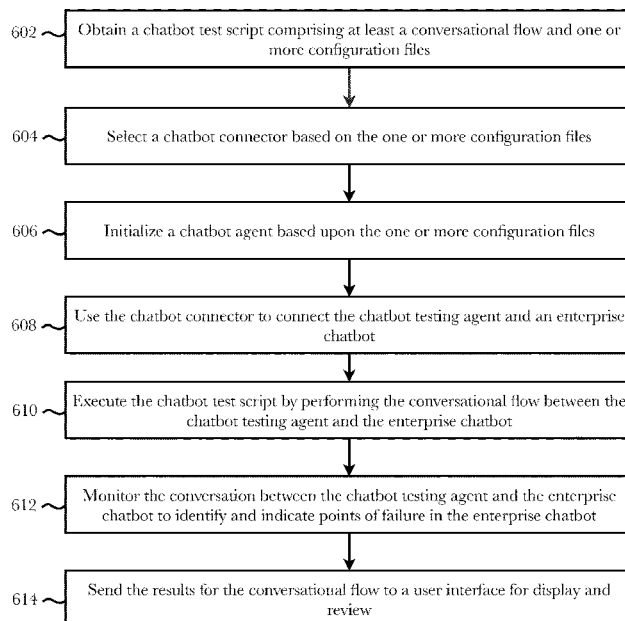 602
Obtain a chatbot test script comprising at least a conversational flow and one or
more configuration files
604
Select a chatbot connector based on the one or more configuration files
606
Initialize a chatbot agent based upon the one or more configuration files
608
Use the chatbot connector to connect the chatbot testing agent and an enterprise
chatbot
610
Execute the chatbot test script by performing the conversational flow between the
chatbot testing agent and the enterprise chatbot
612
Monitor the conversation between the chatbot testing agent and the enterprise
chatbot to identify and indicate points of failure in the enterprise chatbot
614
Send the results for the conversational flow to a user interface for display and
review